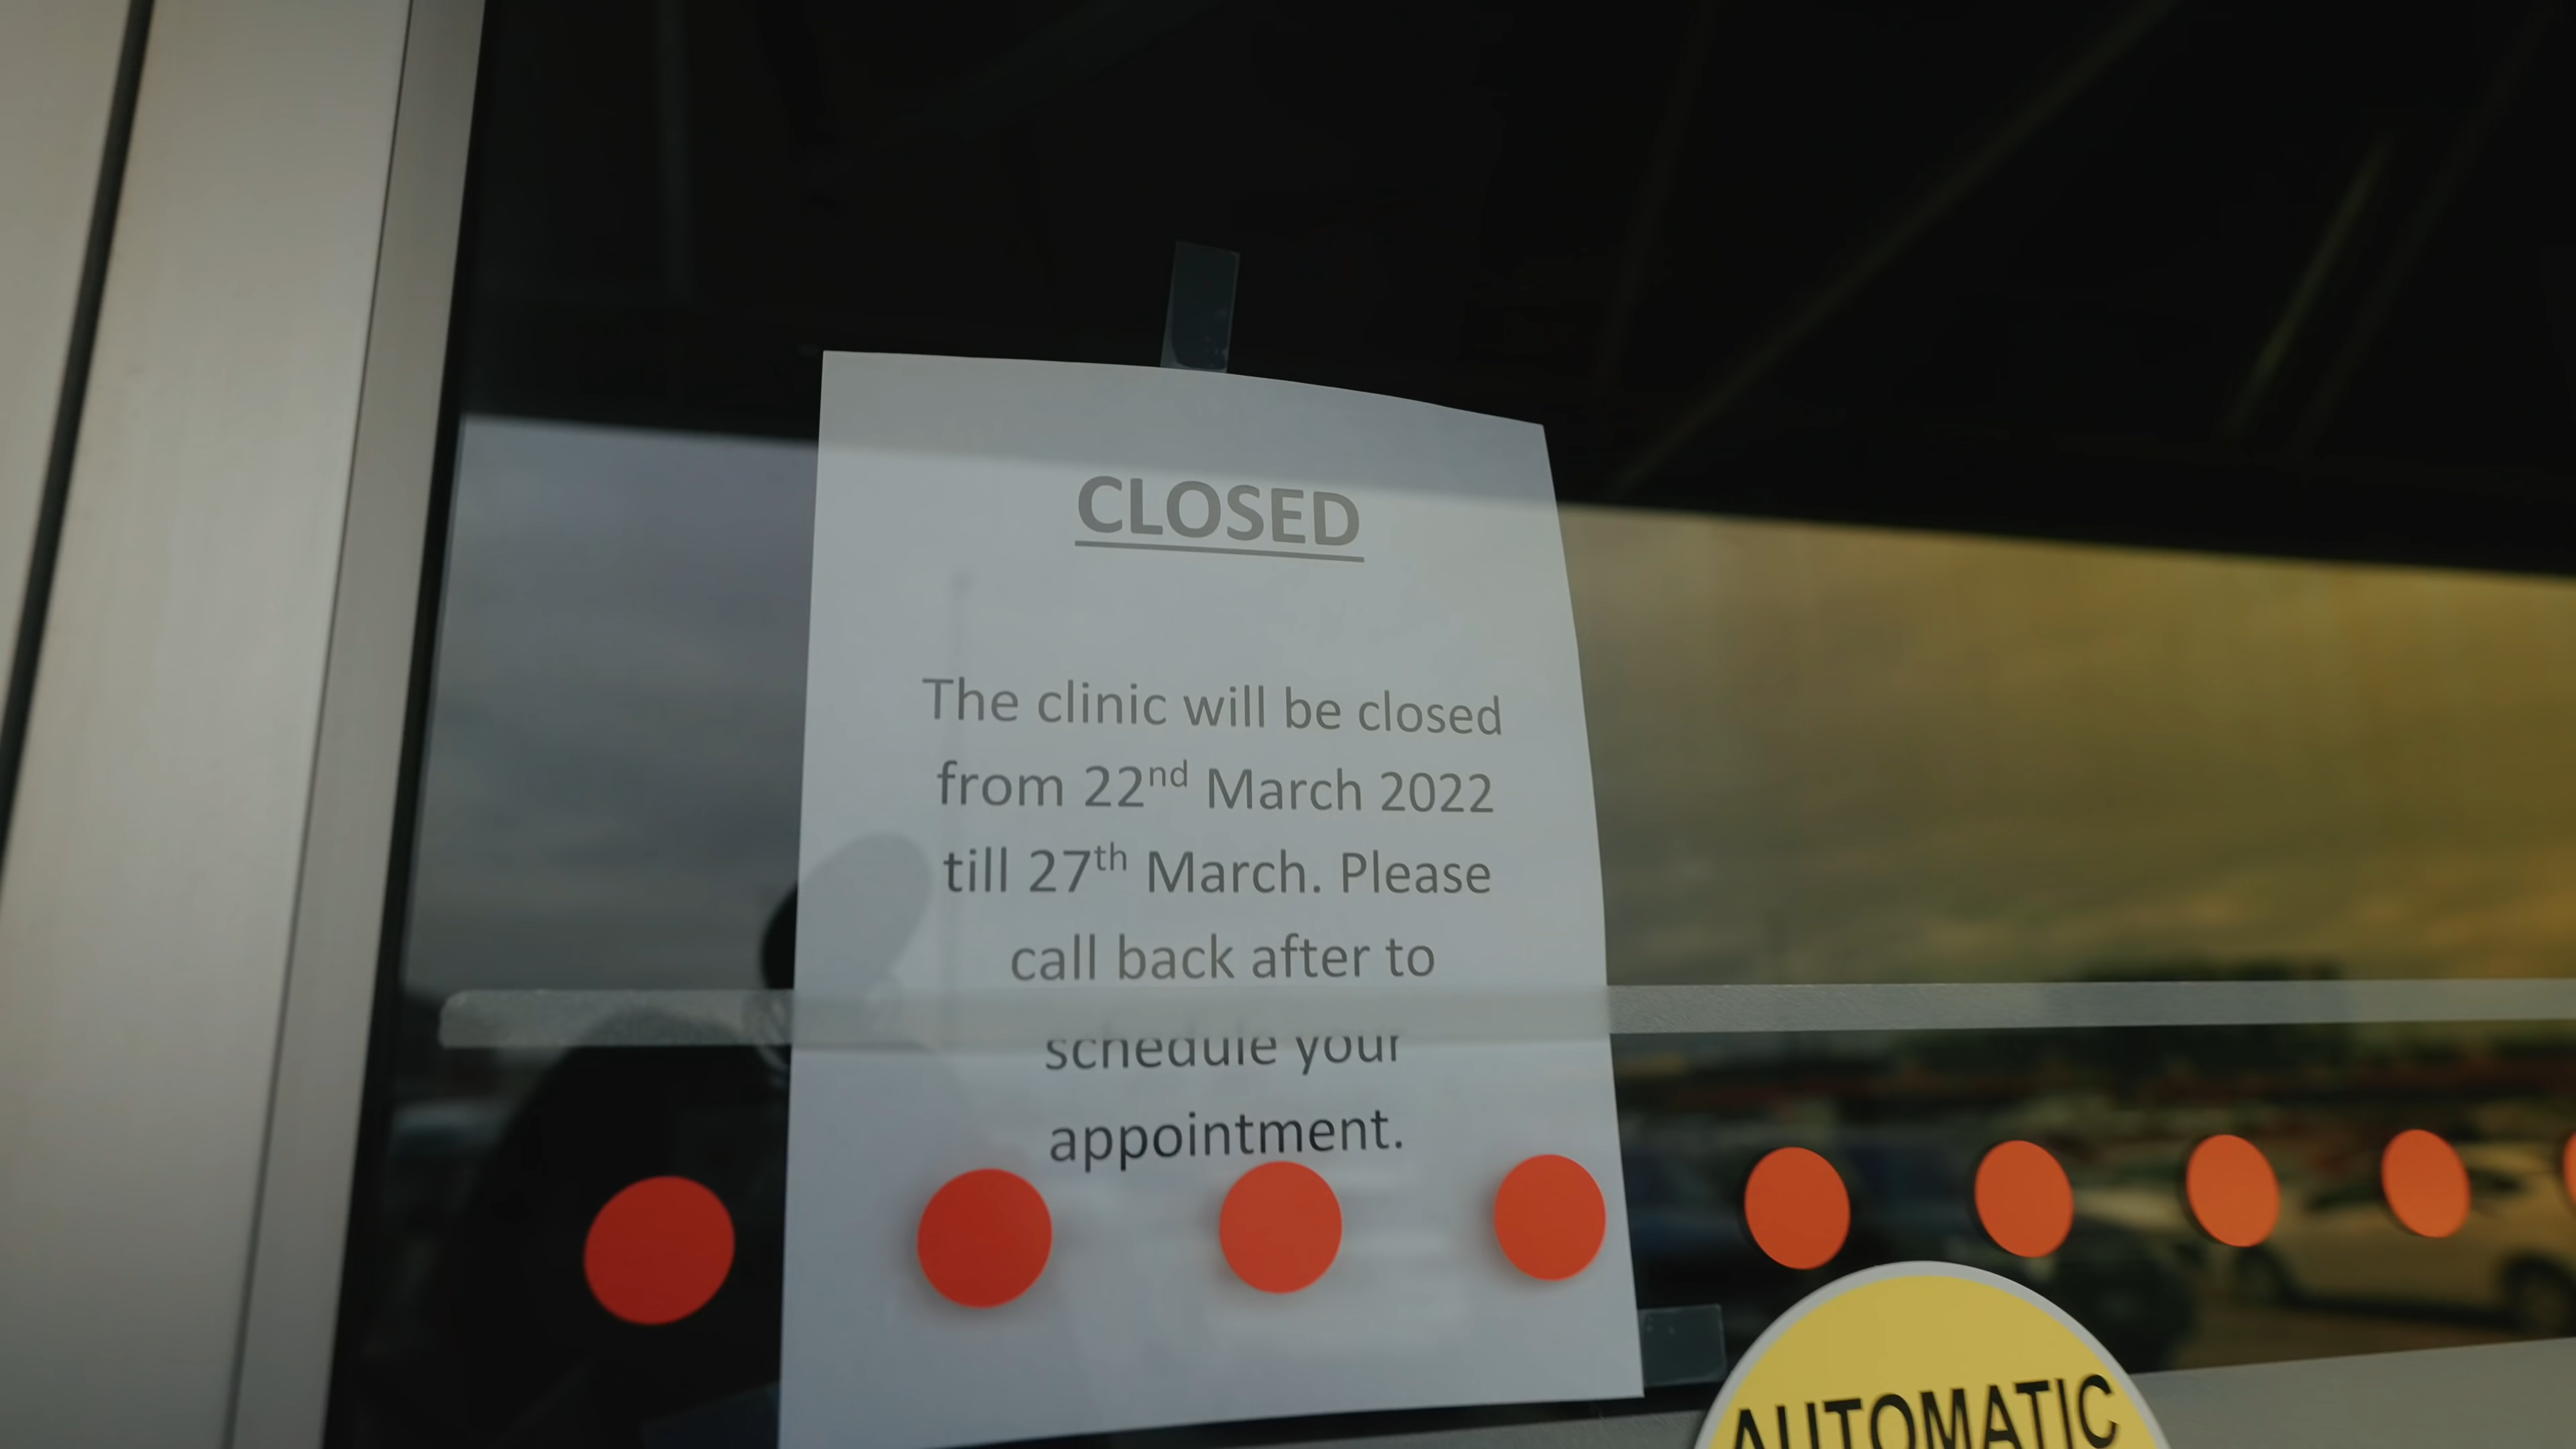 CLOSED
The clinic will be closed
from 22nd March 2022
till 27th March. Please
call back after to
schedule your
appointment.
AUTOMATIC